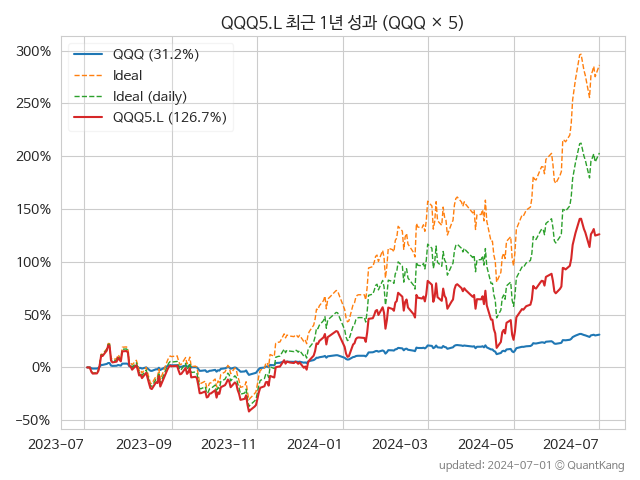 QQQ5.L 최근 1년 성과 (QQQ × 5)
QQQ (31.2%)
Ideal
Ideal (daily)
QQQ5.L (126.7%)
300%
250%
200%
150%
100%
50%
0%
−50%
2023-07 2023-09 2023-11 2024-01 2024-03 2024-05 2024-07
updated: 2024-07-01 © QuantKang